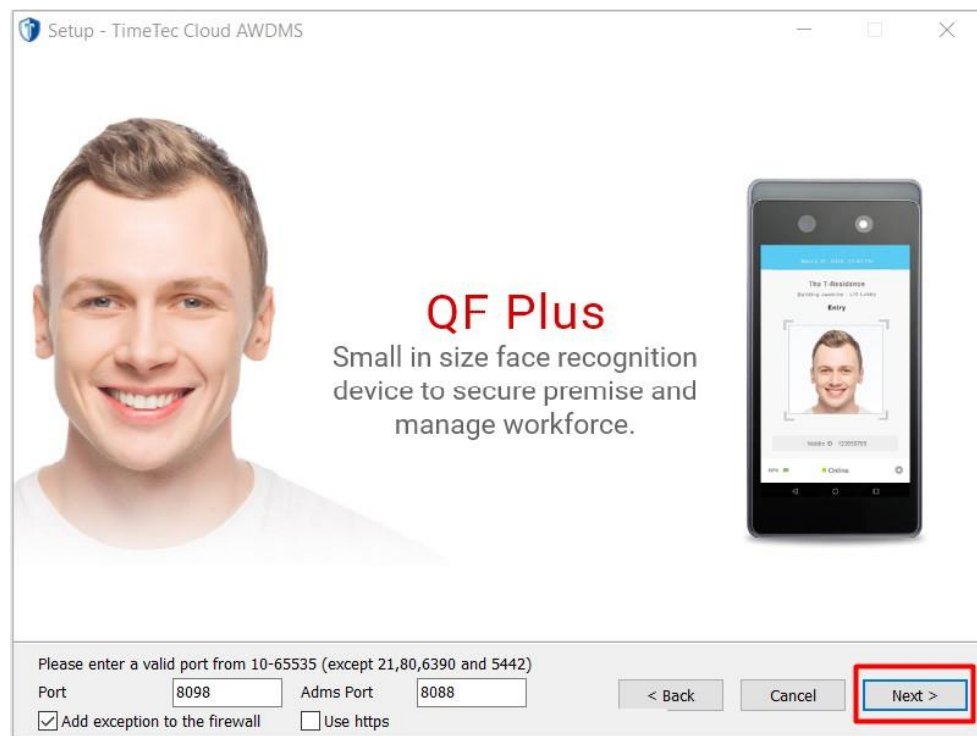 Setup - TimeTec Cloud AWDMS
QF Plus
Small in size face recognition
device to secure premise and
manage workforce.
The T-Residence
Entry
Online
Please enter a valid port from 10-65535 (except 21,80,6390 and 5442)
Port 8098 Adms Port 8088 < Back Cancel Next >
Add exception to the firewall Use https